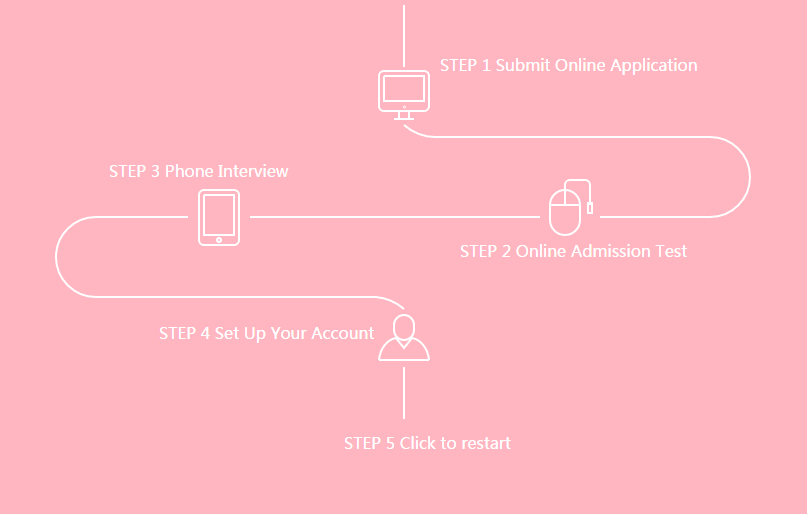 STEP 1 Submit Online Application
STEP 3 Phone Interview
STEP 2 Online Admission Test
STEP 4 Set Up Your Account
STEP 5 Click to restart